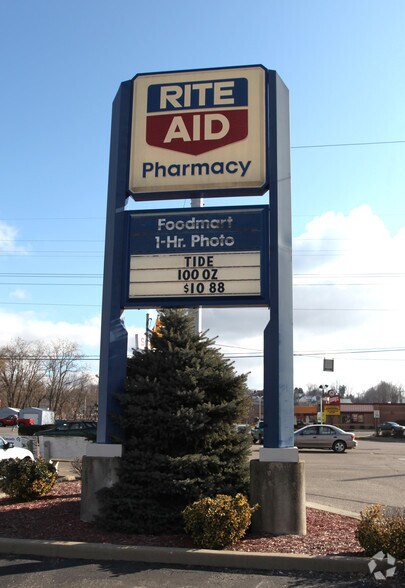 RITE
AID
Pharmacy
Foodmart
1-Hr. Photo
TIDE
100 OZ
$10 88